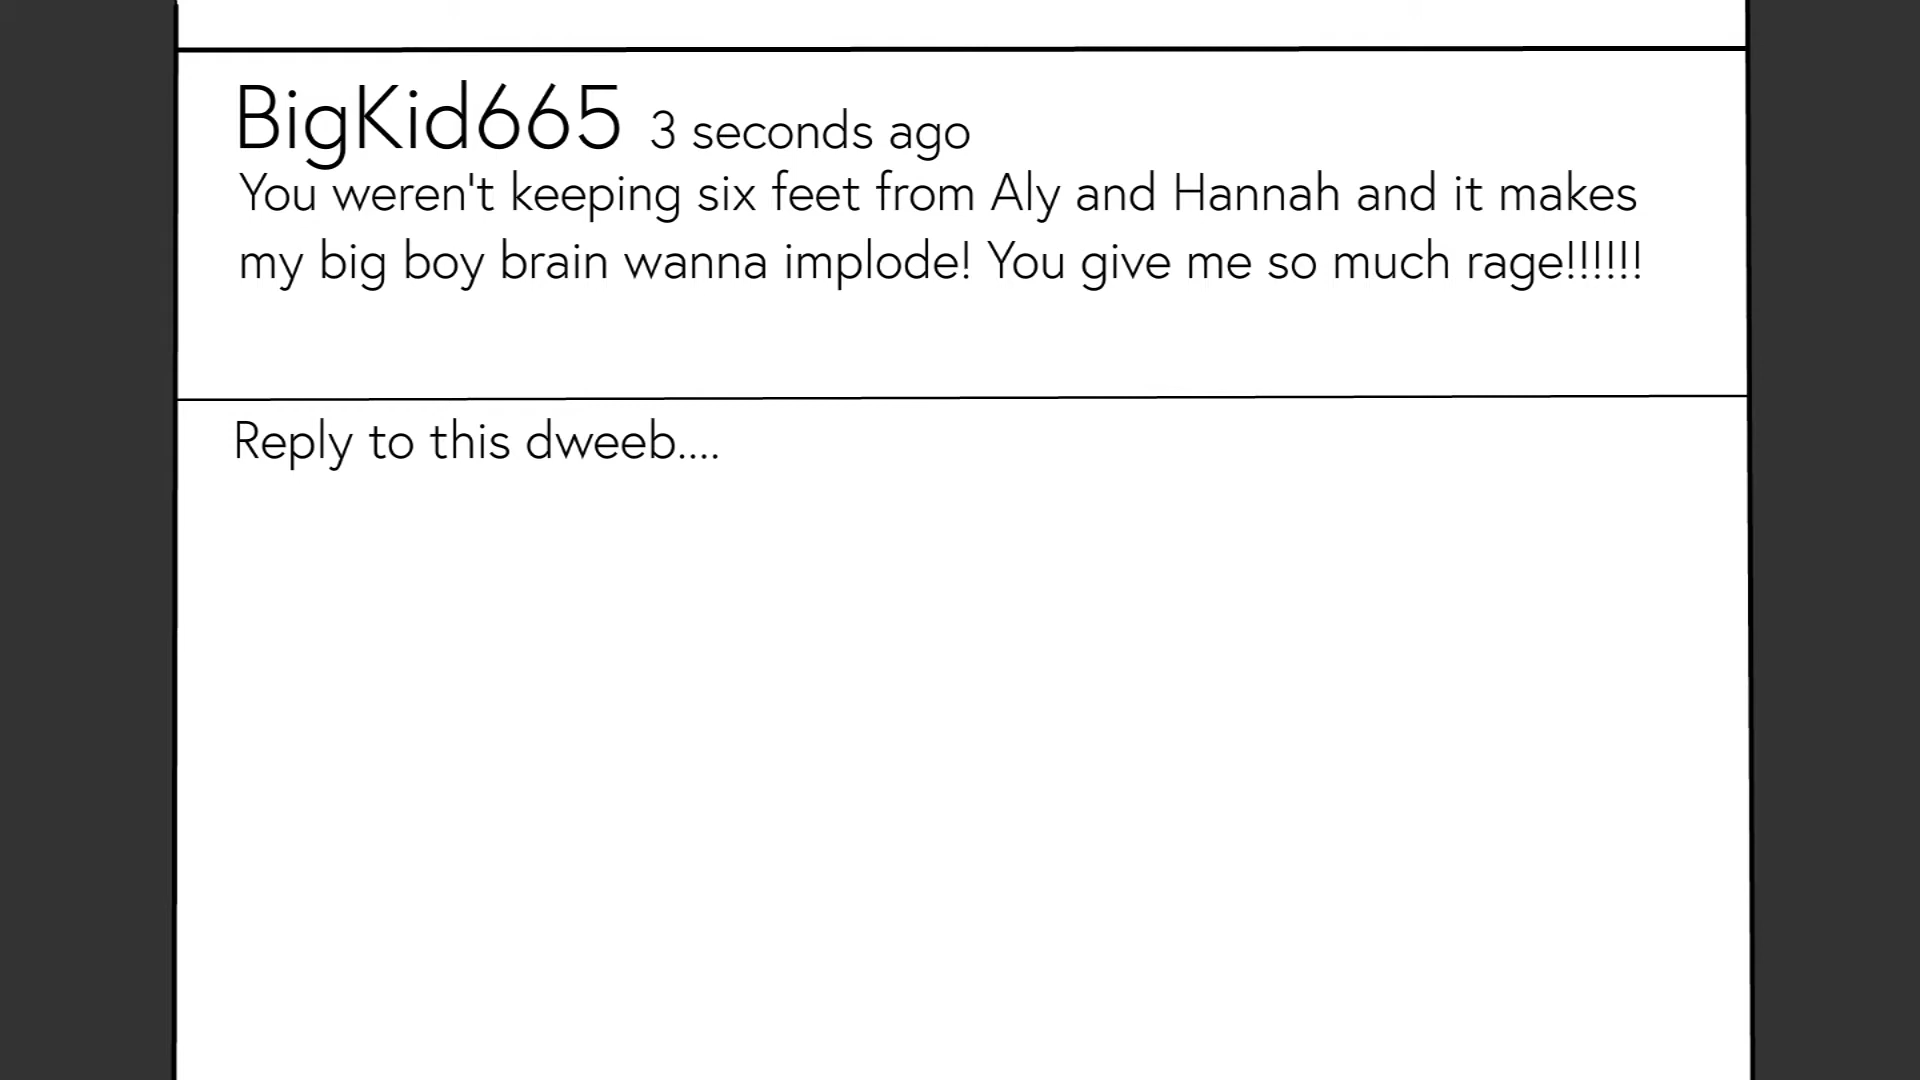 BigKid665 3 seconds ago
You weren't keeping six feet from Aly and Hannah and it makes
my big boy brain wanna implode! You give me so much rage!!!!!!
Reply to this dweeb....